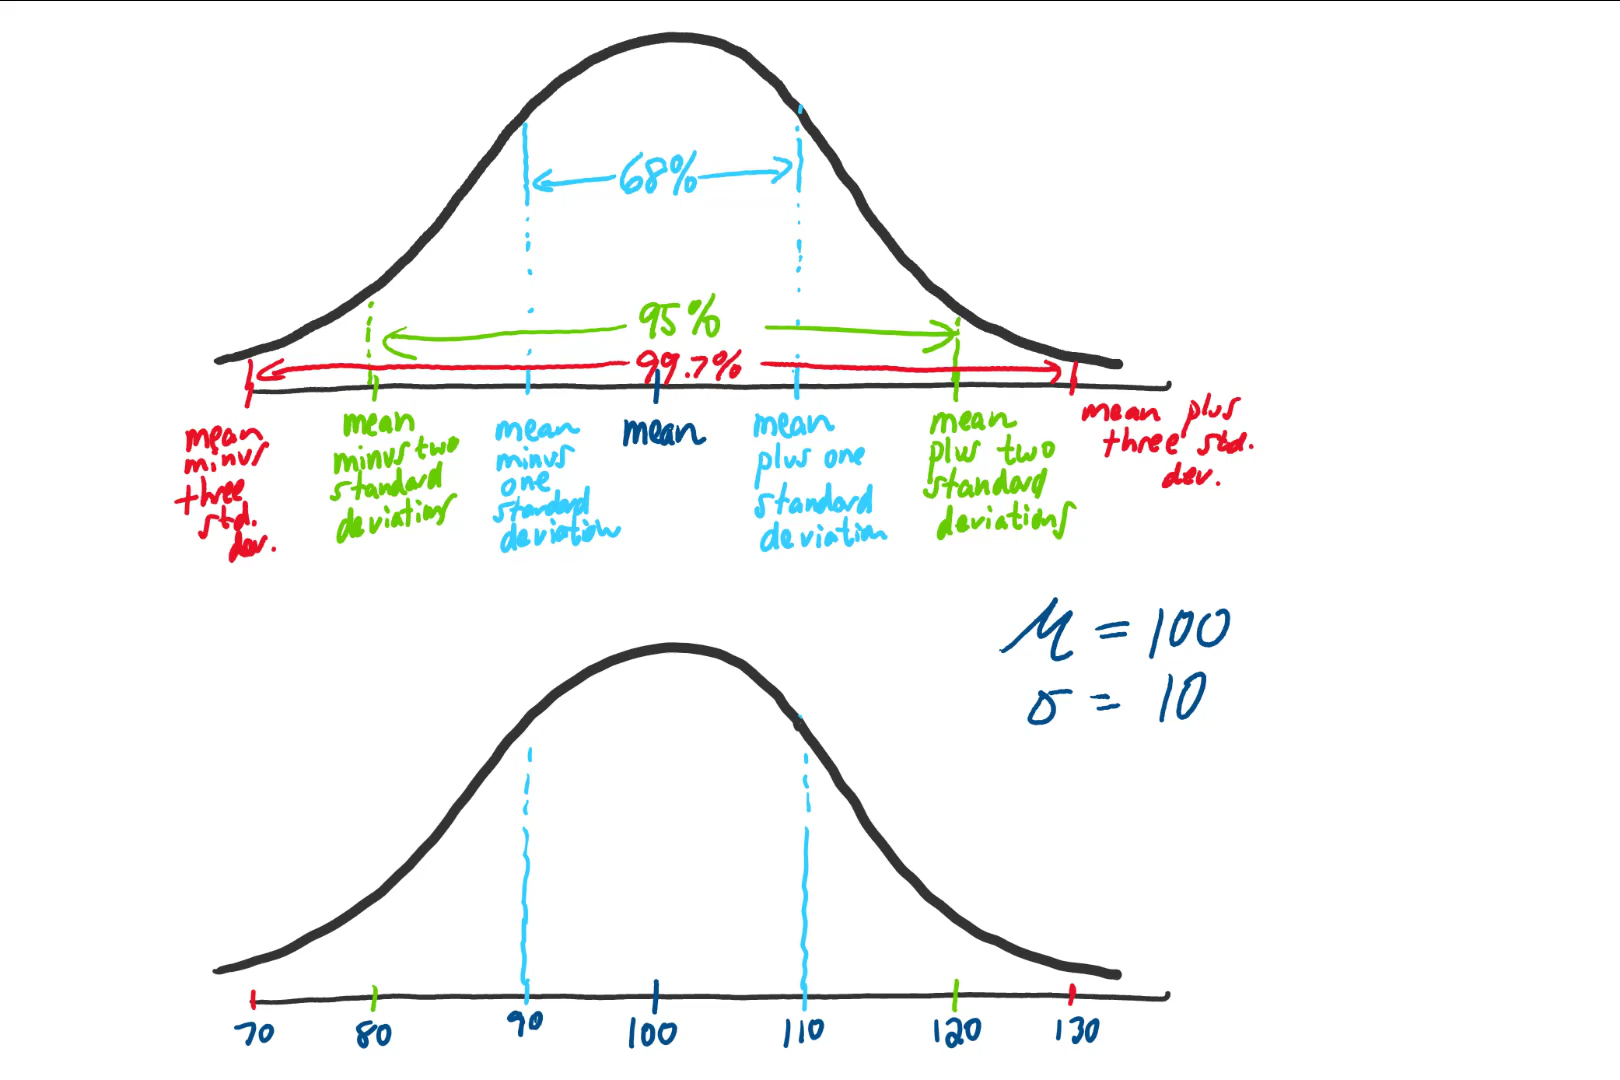 68%
95%
99.7%
mean
minus
three
std.
dev.
mean
minus two
standard
deviations
mean
minus
one
standard
deviation
mean
mean
plus one
standard
deviation
mean
plus two
standard
deviations
mean plus
three std.
dev.
μ = 100
σ = 10
70 80 90 100 110 120 130